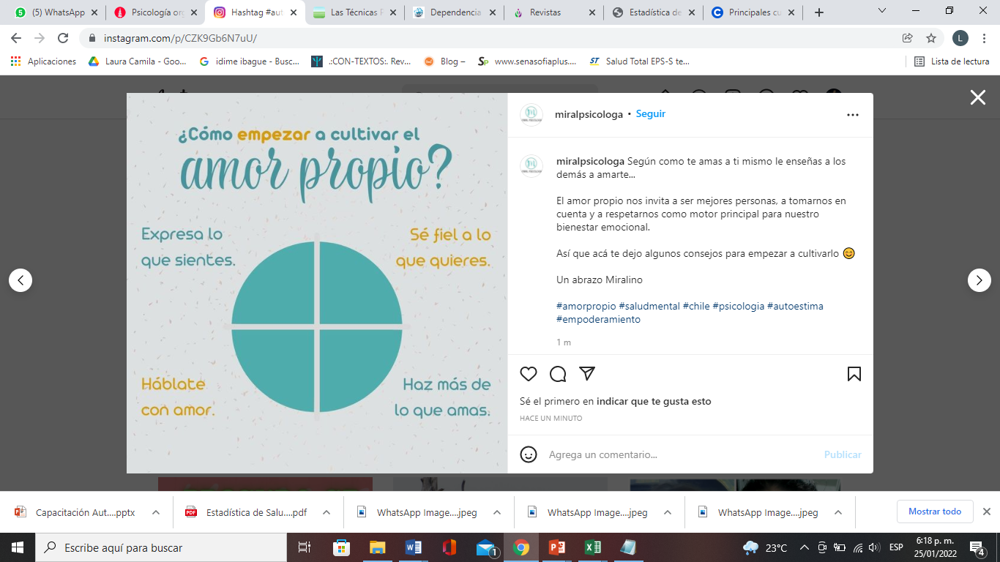 (5) WhatsApp
Psicología org
Hashtag #aut
Las Técnicas P
Dependencia
Revistas
Estadística de
Principales cu
instagram.com/p/CZK9Gb6N7uU/
L
Aplicaciones
Laura Camila - Goo...
idime ibague - Busc...
.:CON-TEXTOS:. Rev...
Blog –
www.senasofiaplus....
Salud Total EPS-S te...
Lista de lectura
¿Cómo empezar a cultivar el
amor propio?
Expresa lo
que sientes.
Sé fiel a lo
que quieres.
Háblate
con amor.
Haz más de
lo que amas.
miralpsicologa • Seguir
miralpsicologa Según como te amas a ti mismo le enseñas a los
demás a amarte...
El amor propio nos invita a ser mejores personas, a tomarnos en
cuenta y a respetarnos como motor principal para nuestro
bienestar emocional.
Así que acá te dejo algunos consejos para empezar a cultivarlo 😊
Un abrazo Miralino
#amorpropio #saludmental #chile #psicologia #autoestima
#empoderamiento
1 m
Sé el primero en indicar que te gusta esto
HACE UN MINUTO
Agrega un comentario...
Publicar
Capacitación Aut....pptx
Estadística de Salu....pdf
WhatsApp Image....jpeg
WhatsApp Image....jpeg
WhatsApp Image....jpeg
Mostrar todo
Escribe aquí para buscar
1
23°C
ESP
6:18 p. m.
25/01/2022
4